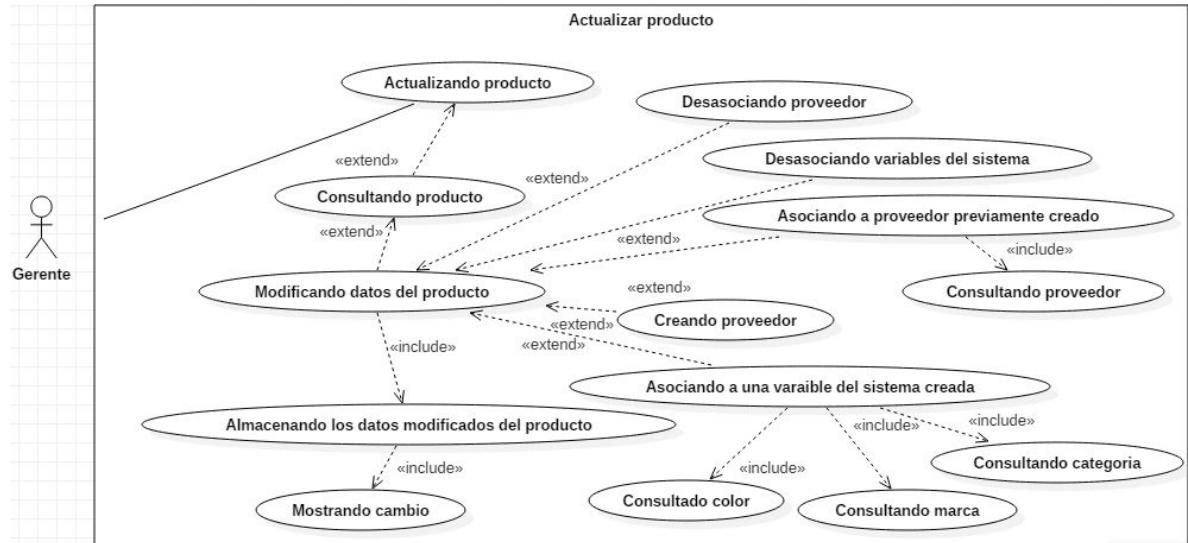 Actualizar producto
Actualizando producto
Desasociando proveedor
«extend»
«extend»
Desasociando variables del sistema
Consultando producto
Asociando a proveedor previamente creado
«extend»
«extend»
«include»
Gerente
Modificando datos del producto
Consultando proveedor
«extend»
Creando proveedor
«extend»
«extend»
«include»
Asociando a una varaible del sistema creada
Almacenando los datos modificados del producto
«include»
«include»
«include»
«include»
Consultando categoria
Mostrando cambio
Consultado color
Consultando marca